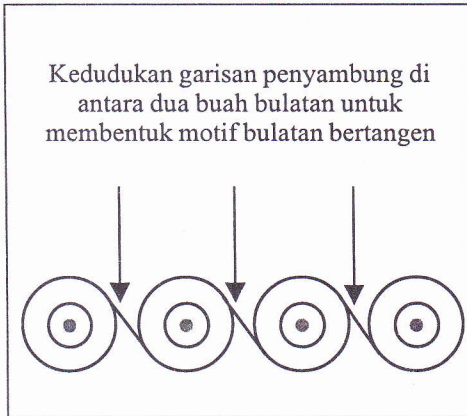 Kedudukan garisan penyambung di
antara dua buah bulatan untuk
membentuk motif bulatan bertangen